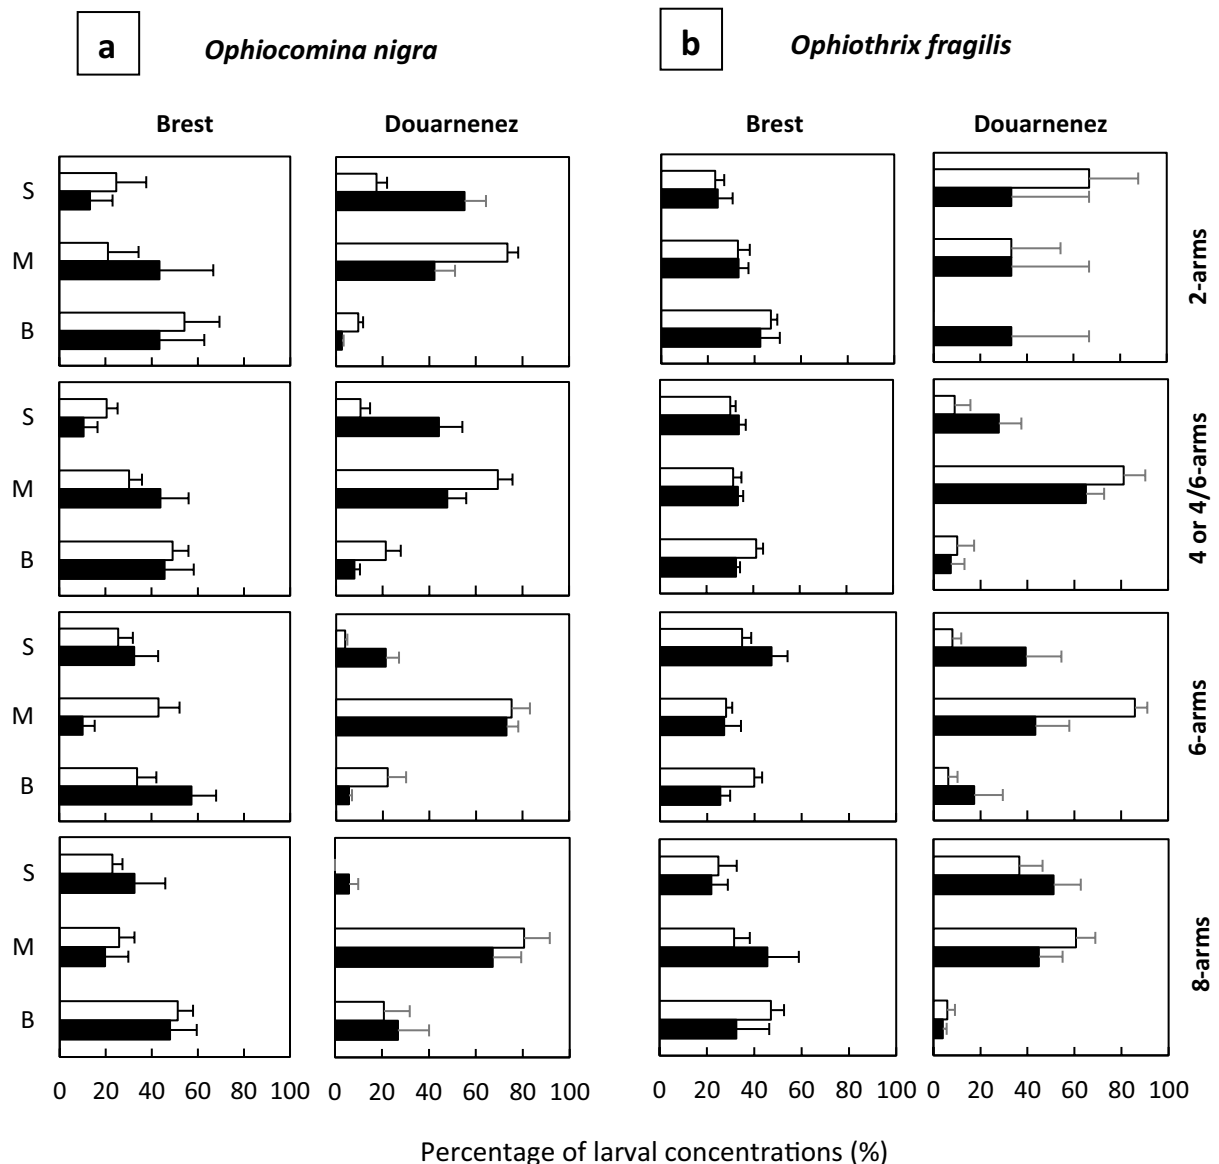 a Ophiocomina nigra b Ophiothrix fragilis
Brest Douarnenez Brest Douarnenez
S
M
B
2-arms
S
M
B
4 or 4/6-arms
S
M
B
6-arms
S
M
B
8-arms
0 20 40 60 80 100 0 20 40 60 80 100 0 20 40 60 80 100 0 20 40 60 80 100
Percentage of larval concentrations (%)